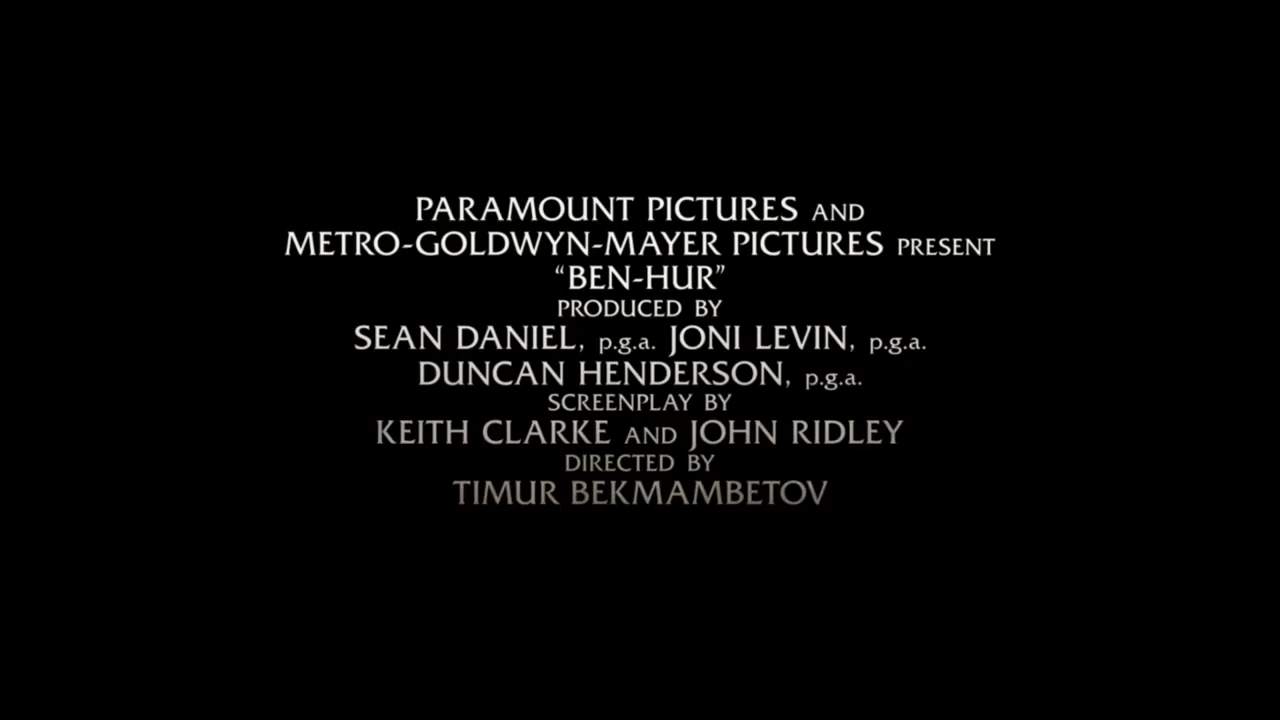 PARAMOUNT PICTURES AND
METRO-GOLDWYN-MAYER PICTURES PRESENT
“BEN-HUR”
PRODUCED BY
SEAN DANIEL, p.g.a. JONI LEVIN, p.g.a.
DUNCAN HENDERSON, p.g.a.
SCREENPLAY BY
KEITH CLARKE AND JOHN RIDLEY
DIRECTED BY
TIMUR BEKMAMBETOV